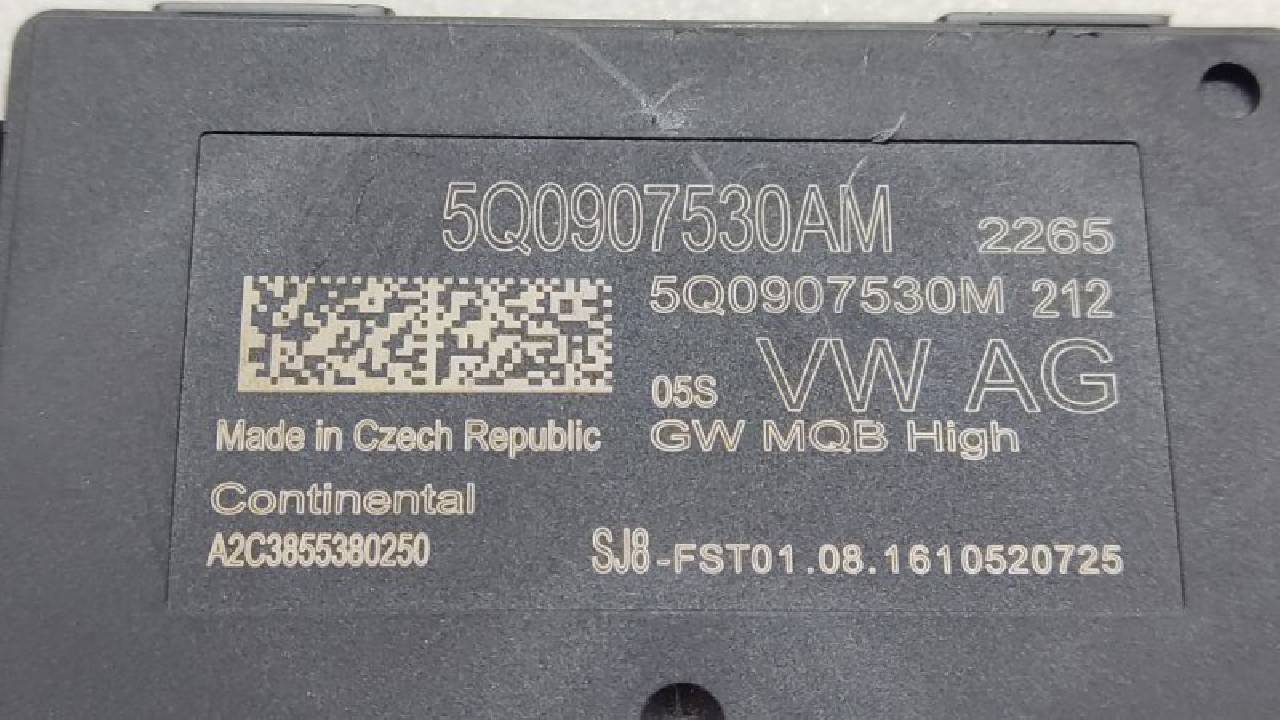 5Q0907530AM 2265
5Q0907530M 212
05S VW AG
Made in Czech Republic GW MQB High
Continental
A2C3855380250 SJ8-FST01.08.1610520725